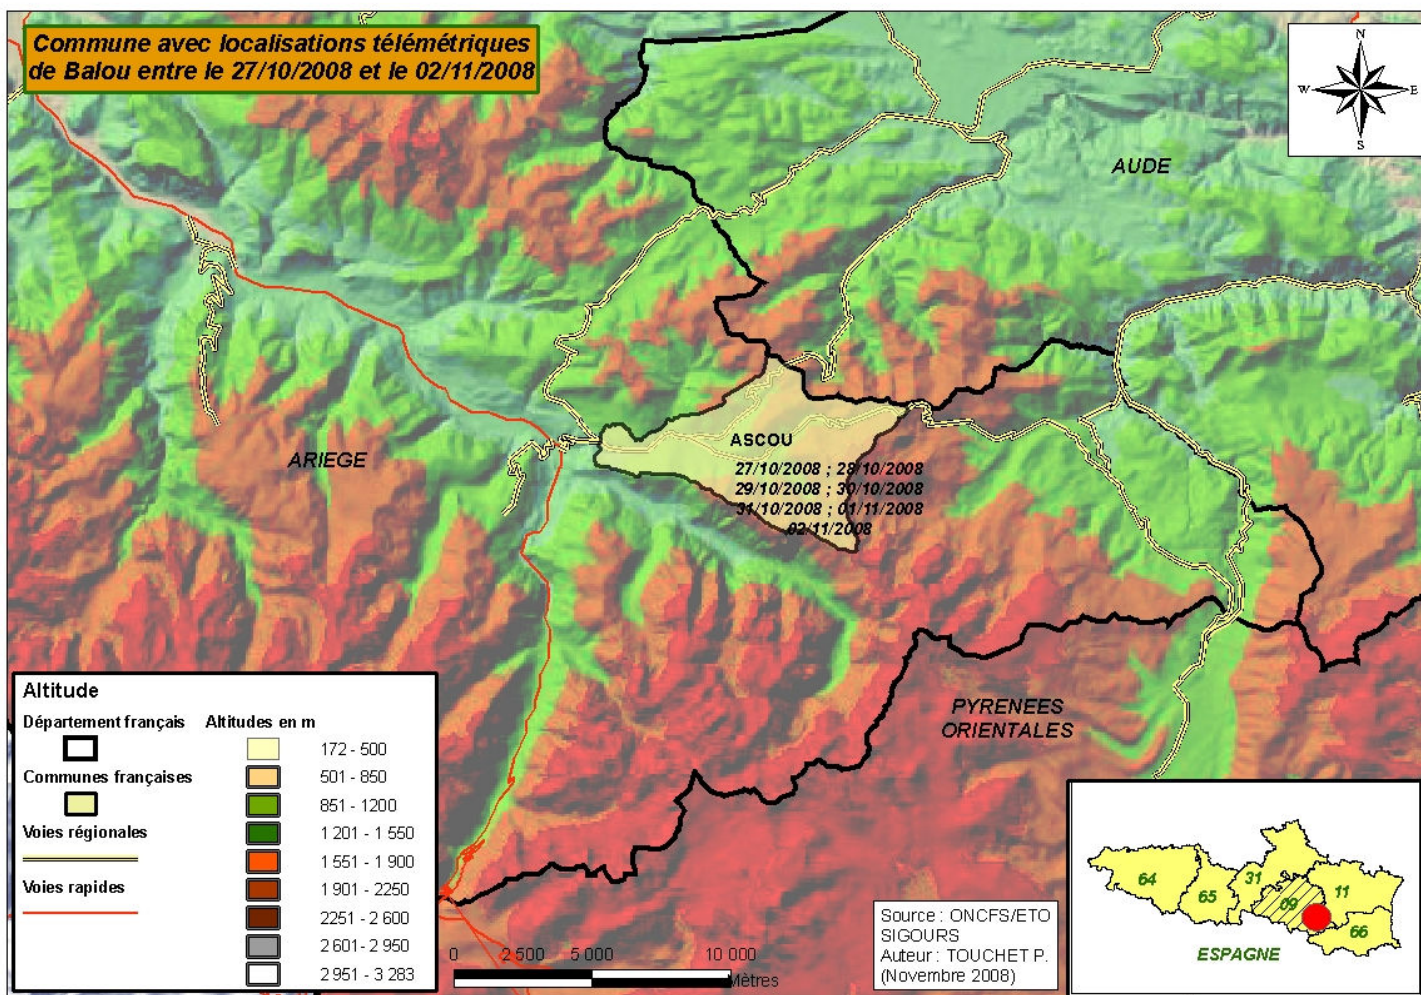 Commune avec localisations télémétriques
de Balou entre le 27/10/2008 et le 02/11/2008
N
W
E
S
AUDE
ARIEGE
ASCOU
27/10/2008 ; 28/10/2008
29/10/2008 ; 30/10/2008
31/10/2008 ; 01/11/2008
02/11/2008
PYRENEES
ORIENTALES
Altitude
Département français
Communes françaises
Voies régionales
Voies rapides
Altitudes en m
172 - 500
501 - 850
851 - 1200
1 201 - 1 550
1 551 - 1 900
1 901 - 2250
2251 - 2 600
2 601 - 2 950
2 951 - 3 283
0 2 500 5 000 10 000
Mètres
Source : ONCFS/ETO
SIGOURS
Auteur : TOUCHET P.
(Novembre 2008)
64
65
31
09
11
66
ESPAGNE